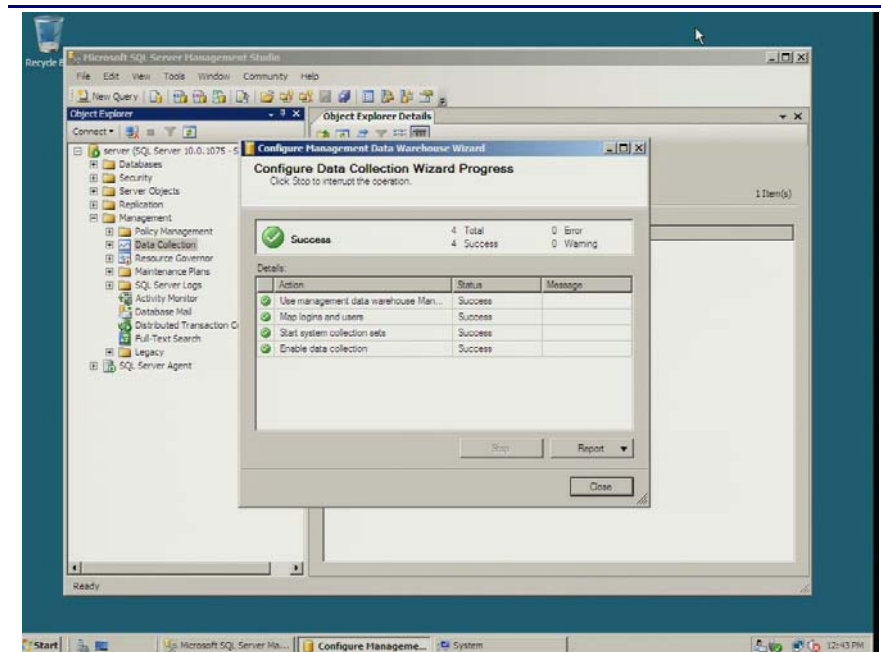 Recycle B
Microsoft SQL Server Management Studio
File Edit View Tools Window Community Help
New Query
Object Explorer
Object Explorer Details
Connect
server (SQL Server 10.0.1075 - S
Databases
Security
Server Objects
Replication
Management
Policy Management
Data Collection
Resource Governor
Maintenance Plans
SQL Server Logs
Activity Monitor
Database Mail
Distributed Transaction C
Full-Text Search
Legacy
SQL Server Agent
1 Item(s)
Configure Management Data Warehouse Wizard
Configure Data Collection Wizard Progress
Click Stop to interrupt the operation.
Success
4 Total 0 Error
4 Success 0 Warning
Details:
Action Status Message
Use management data warehouse Man... Success
Map logins and users Success
Start system collection sets Success
Enable data collection Success
Stop Report
Close
Ready
Start Microsoft SQL Server Ma... Configure Manageme... System 12:43 PM